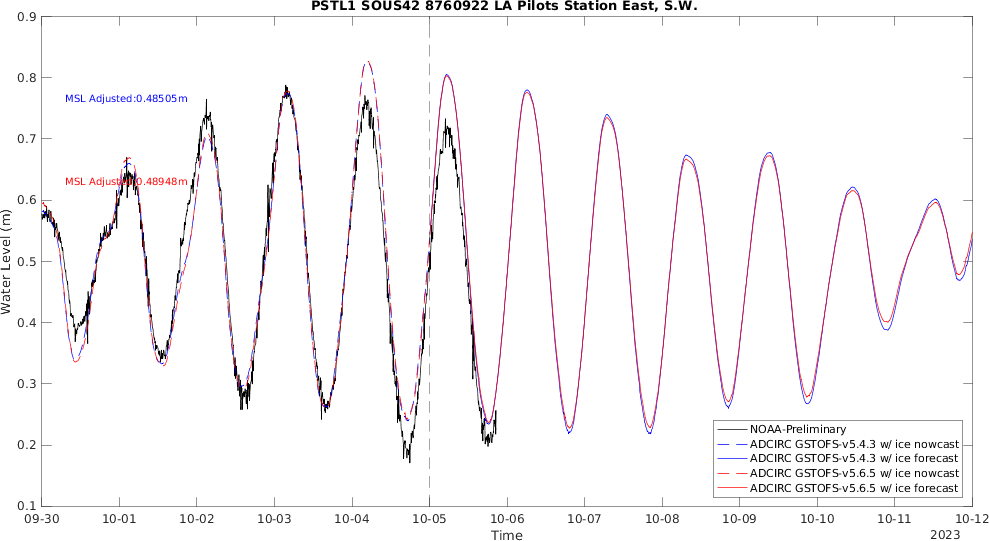 PSTL1 SOUS42 8760922 LA Pilots Station East, S.W.
0.9
0.8
0.7
0.6
0.5
0.4
0.3
0.2
0.1
Water Level (m)
MSL Adjusted:0.48505m
MSL Adjusted:0.48948m
NOAA-Preliminary
ADCIRC GSTOFS-v5.4.3 w/ ice nowcast
ADCIRC GSTOFS-v5.4.3 w/ ice forecast
ADCIRC GSTOFS-v5.6.5 w/ ice nowcast
ADCIRC GSTOFS-v5.6.5 w/ ice forecast
09-30 10-01 10-02 10-03 10-04 10-05 10-06 10-07 10-08 10-09 10-10 10-11 10-12
Time
2023